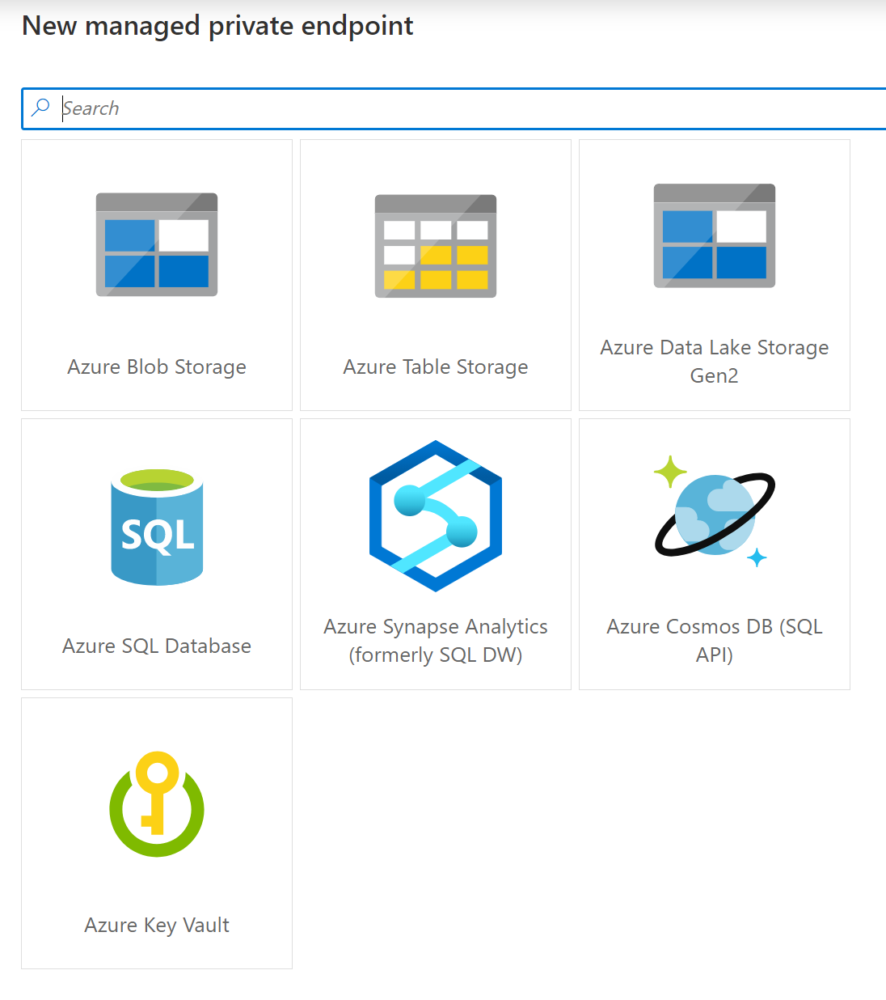 New managed private endpoint
Search
Azure Blob Storage
Azure Table Storage
Azure Data Lake Storage
Gen2
SQL
Azure SQL Database
Azure Synapse Analytics
(formerly SQL DW)
Azure Cosmos DB (SQL
API)
Azure Key Vault